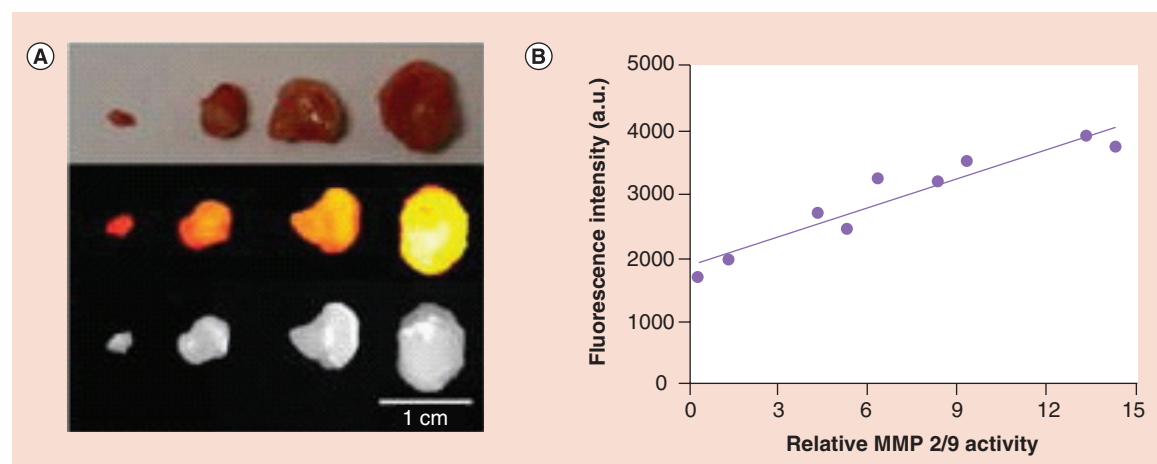 A
1 cm
B
Fluorescence intensity (a.u.)
5000
4000
3000
2000
1000
0
0 3 6 9 12 15
Relative MMP 2/9 activity